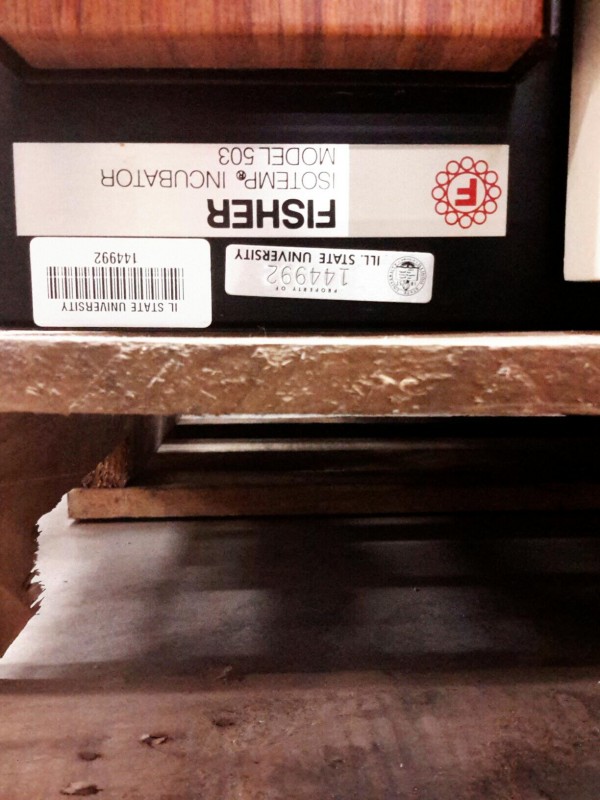 F
FISHER
ISOTEMP® INCUBATOR
MODEL 503
PROPERTY OF
144992
ILL. STATE UNIVERSITY
IL STATE UNIVERSITY
144992